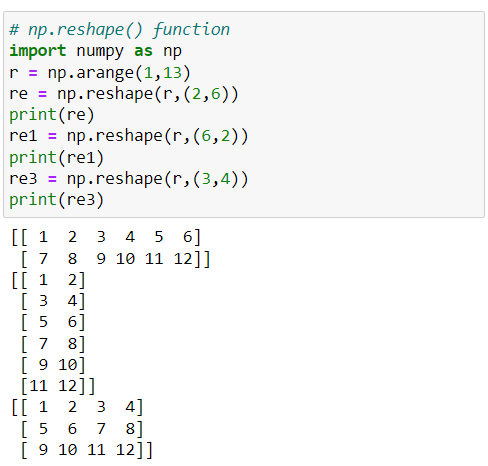 # np.reshape() function
import numpy as np
r = np.arange(1,13)
re = np.reshape(r,(2,6))
print(re)
re1 = np.reshape(r,(6,2))
print(re1)
re3 = np.reshape(r,(3,4))
print(re3)
[[ 1  2  3  4  5  6]
 [ 7  8  9 10 11 12]]
[[ 1  2]
 [ 3  4]
 [ 5  6]
 [ 7  8]
 [ 9 10]
 [11 12]]
[[ 1  2  3  4]
 [ 5  6  7  8]
 [ 9 10 11 12]]